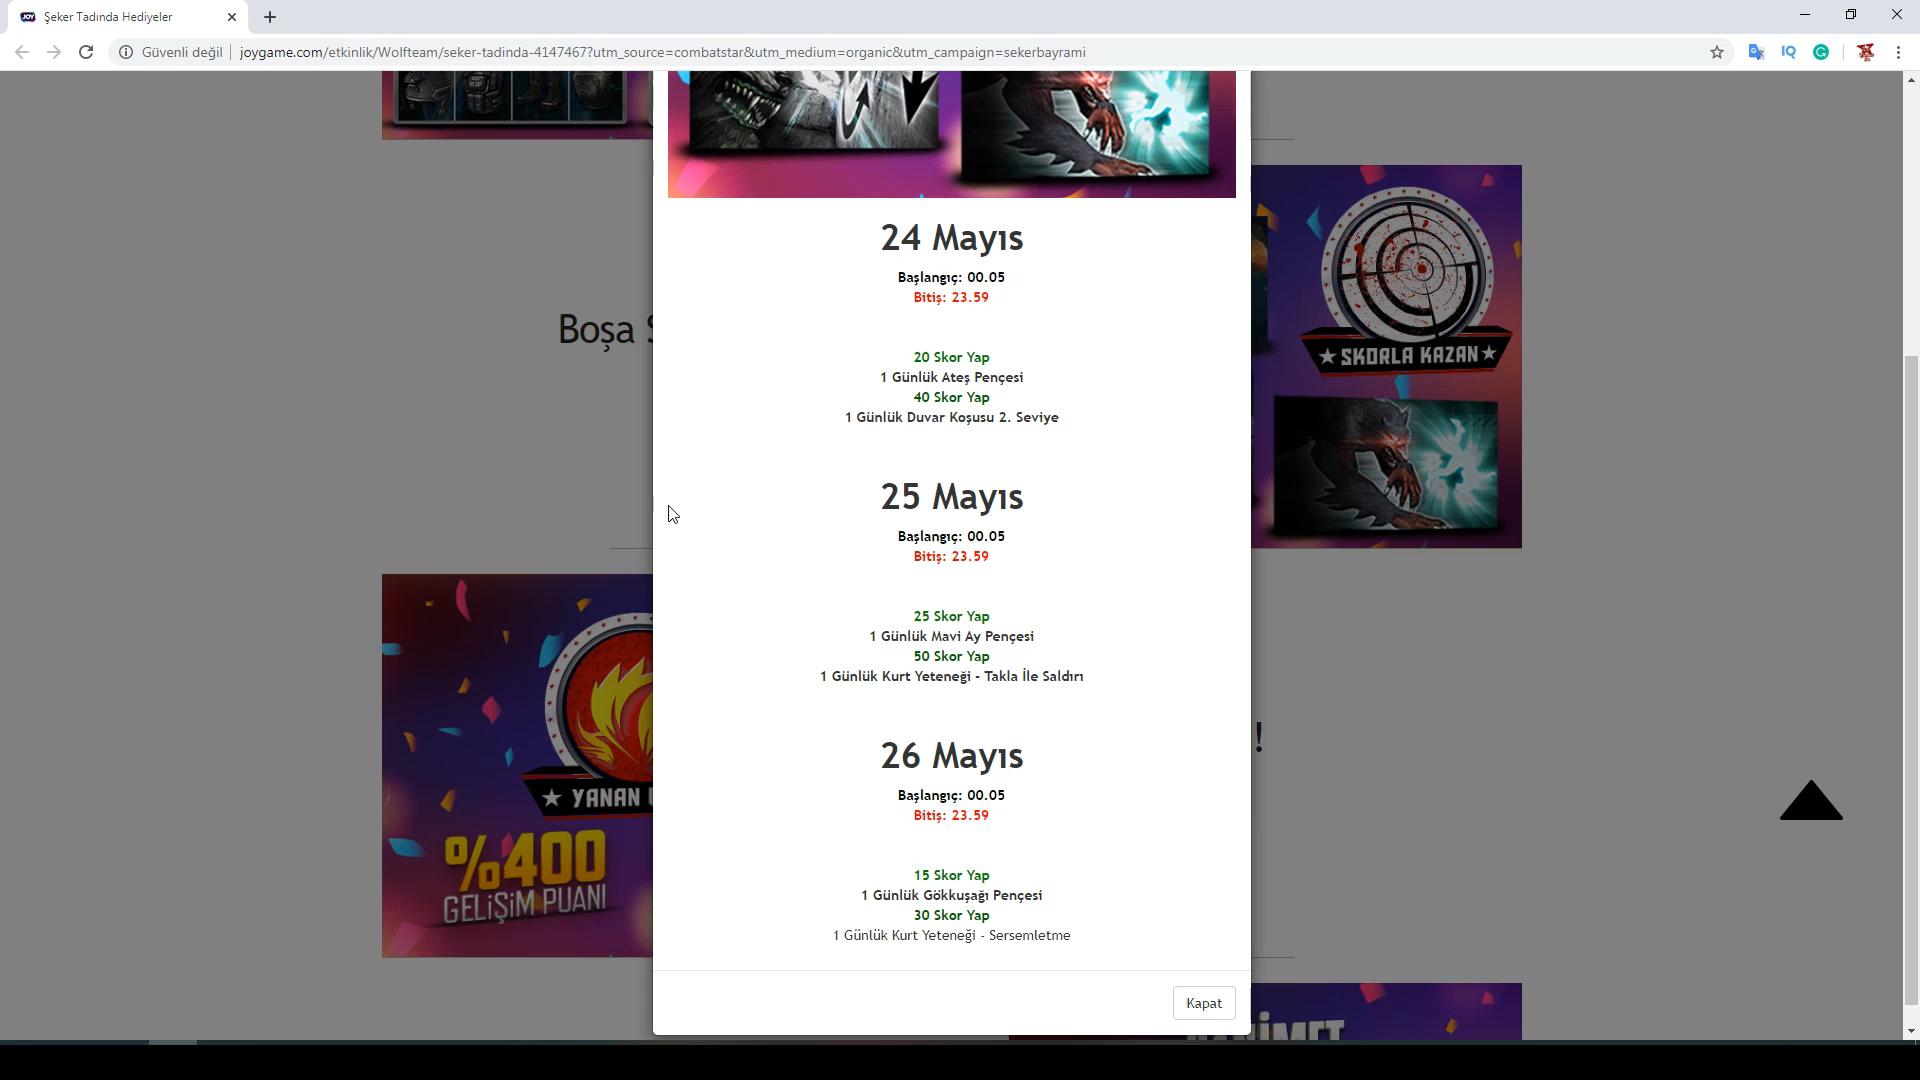 JOY
Şeker Tadında Hediyeler
Güvenli değil
joygame.com/etkinlik/Wolfteam/seker-tadinda-4147467?utm_source=combatstar&utm_medium=organic&utm_campaign=sekerbayrami
IQ
24 Mayıs
Başlangıç: 00.05
Bitiş: 23.59
20 Skor Yap
1 Günlük Ateş Pençesi
40 Skor Yap
1 Günlük Duvar Koşusu 2. Seviye
25 Mayıs
Başlangıç: 00.05
Bitiş: 23.59
25 Skor Yap
1 Günlük Mavi Ay Pençesi
50 Skor Yap
1 Günlük Kurt Yeteneği - Takla İle Saldırı
26 Mayıs
Başlangıç: 00.05
Bitiş: 23.59
15 Skor Yap
1 Günlük Gökkuşağı Pençesi
30 Skor Yap
1 Günlük Kurt Yeteneği - Sersemletme
Kapat
Boşa
SKORLA KAZAN
YANAN
%400
GELİŞİM PUANI
!